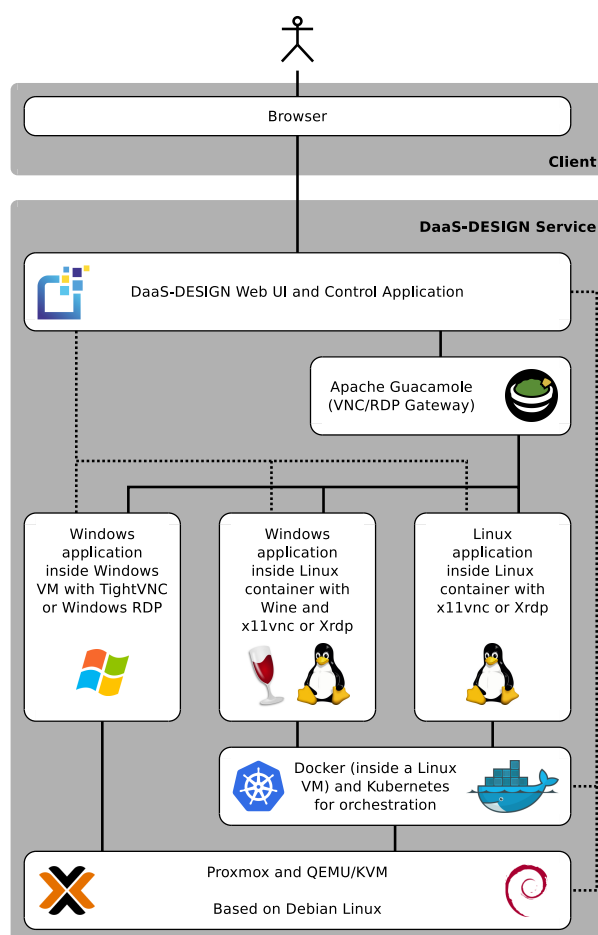 Browser
Client
DaaS-DESIGN Service
DaaS-DESIGN Web UI and Control Application
Apache Guacamole
(VNC/RDP Gateway)
Windows
application
inside Windows
VM with TightVNC
or Windows RDP
Windows
application
inside Linux
container with
Wine and
x11vnc or Xrdp
Linux
application
inside Linux
container with
x11vnc or Xrdp
Docker (inside a Linux
VM) and Kubernetes
for orchestration
Proxmox and QEMU/KVM
Based on Debian Linux